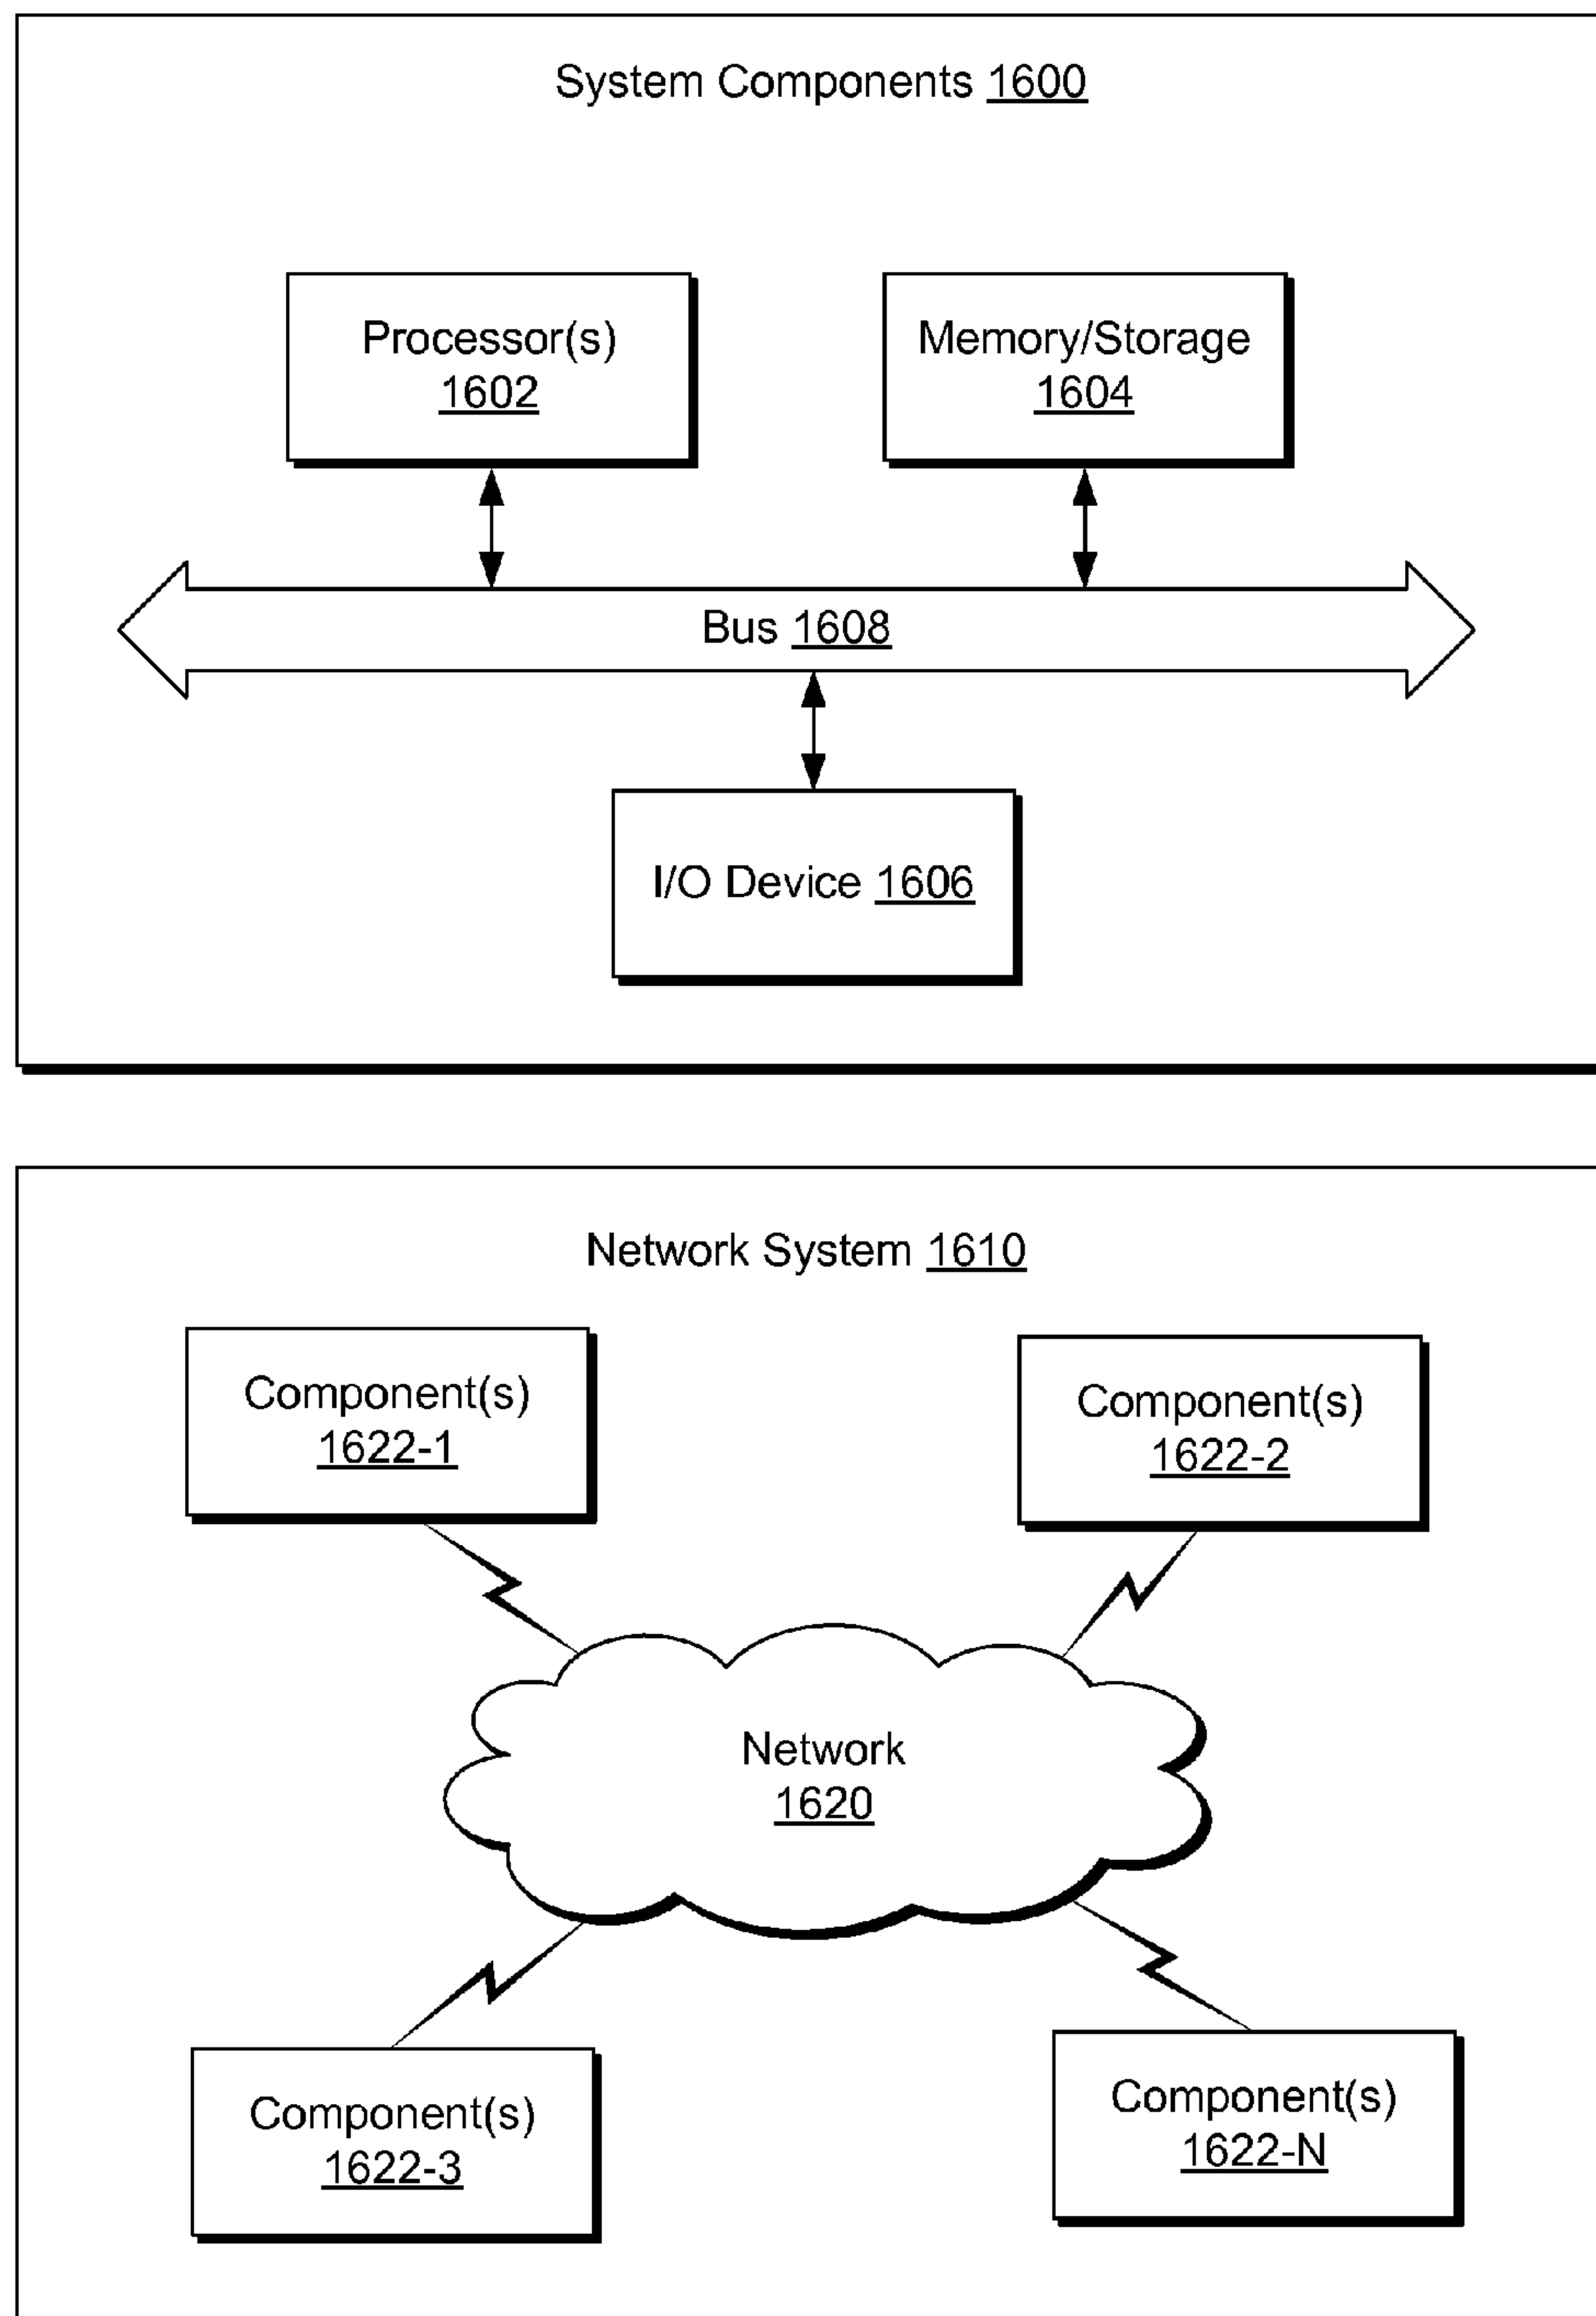 System Components 1600
Processor(s)
1602
Memory/Storage
1604
Bus 1608
I/O Device 1606
Network System 1610
Component(s)
1622-1
Component(s)
1622-2
Network
1620
Component(s)
1622-3
Component(s)
1622-N